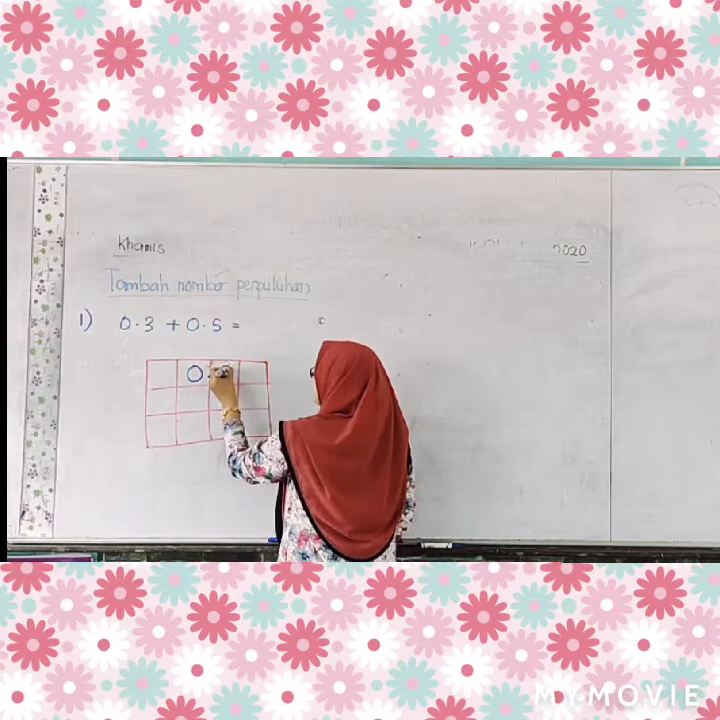 Khamis
2020
Tambah nombor perpuluhan
1) 0.3 + 0.5 =
0.
MYMOVIE